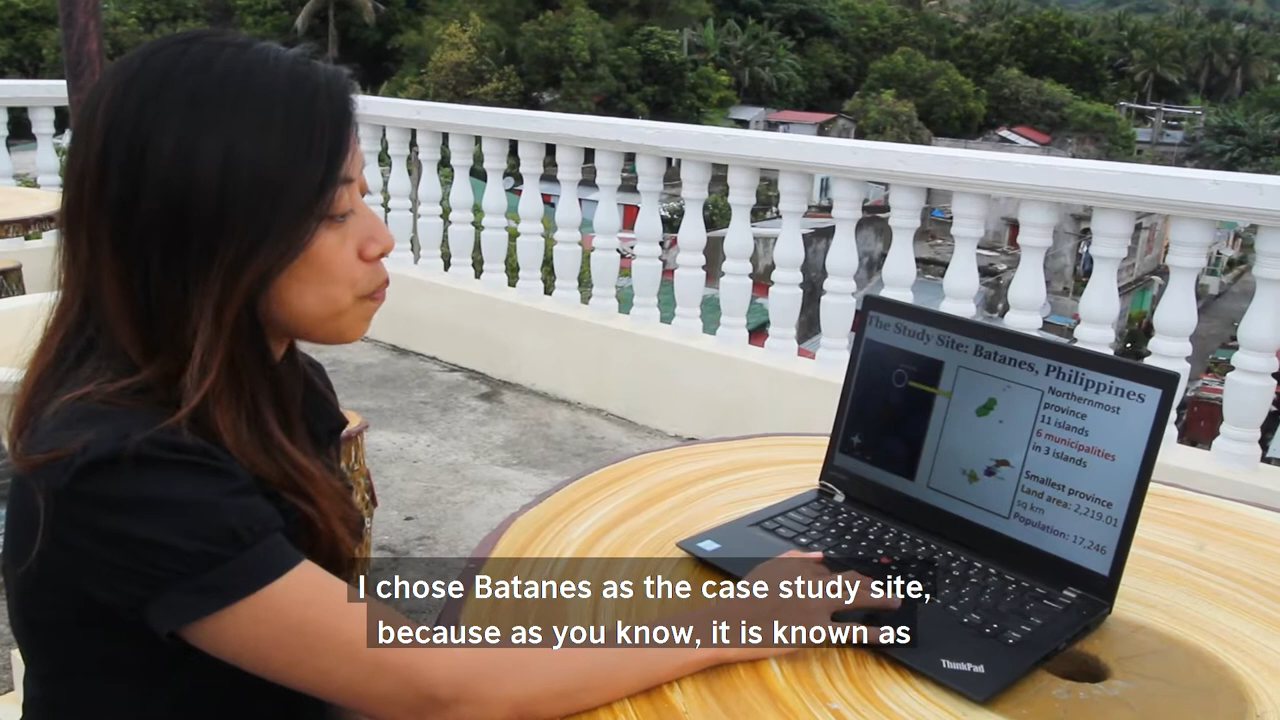 The Study Site: Batanes, Philippines
Northernmost
province
11 islands
6 municipalities
in 3 islands
Smallest province
Land area: 2,219.01
sq km
Population: 17,246
ThinkPad
I chose Batanes as the case study site,
because as you know, it is known as